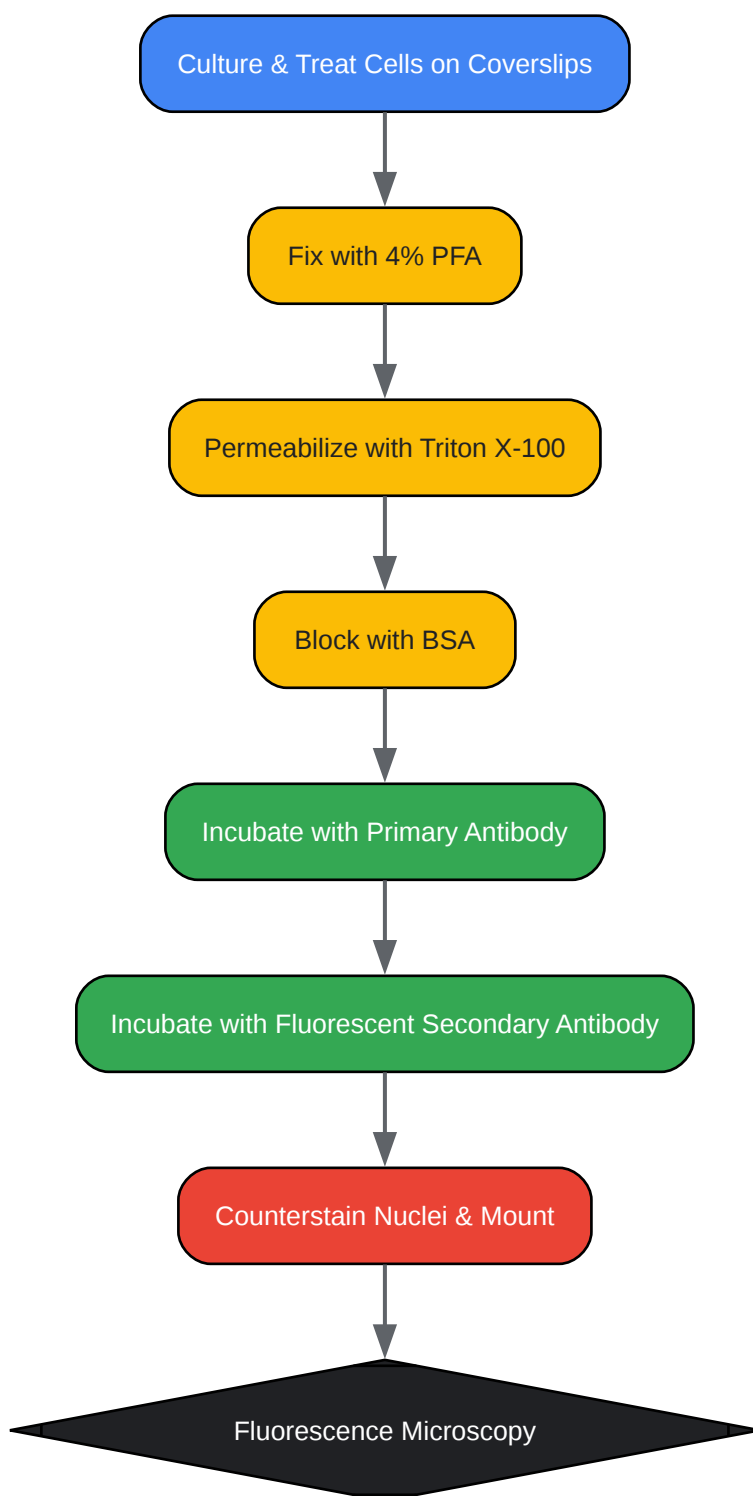 Culture & Treat Cells on Coverslips
Fix with 4% PFA
Permeabilize with Triton X-100
Block with BSA
Incubate with Primary Antibody
Incubate with Fluorescent Secondary Antibody
Counterstain Nuclei & Mount
Fluorescence Microscopy